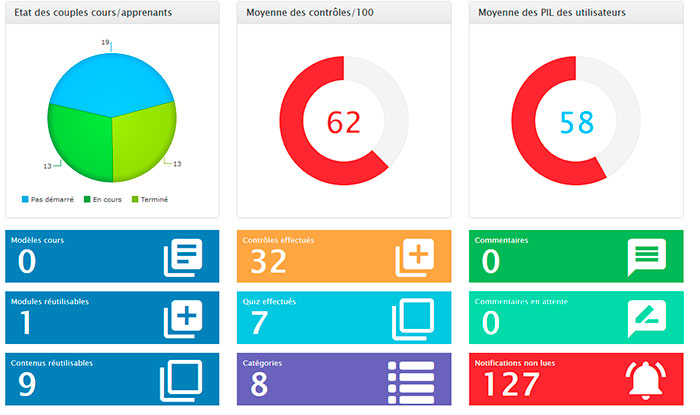 Etat des couples cours/apprenants
19
13
13
Pas démarré
En cours
Terminé
Moyenne des contrôles/100
62
Moyenne des PIL des utilisateurs
58
Modèles cours
0
Contrôles effectués
32
Commentaires
0
Modules réutilisables
1
Quiz effectués
7
Commentaires en attente
0
Contenus réutilisables
9
Catégories
8
Notifications non lues
127